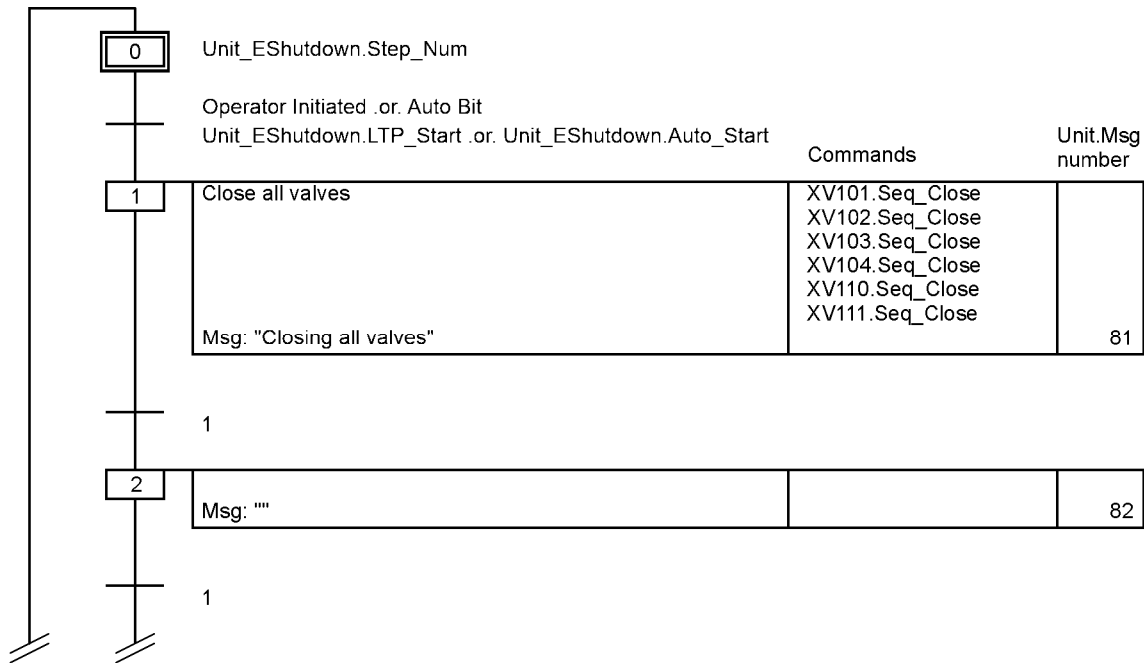 0
Unit_EShutdown.Step_Num
Operator Initiated .or. Auto Bit
Unit_EShutdown.LTP_Start .or. Unit_EShutdown.Auto_Start
Commands
Unit.Msg
number
1
Close all valves
XV101.Seq_Close
XV102.Seq_Close
XV103.Seq_Close
XV104.Seq_Close
XV110.Seq_Close
XV111.Seq_Close
Msg: "Closing all valves"
81
1
2
Msg: ""
82
1